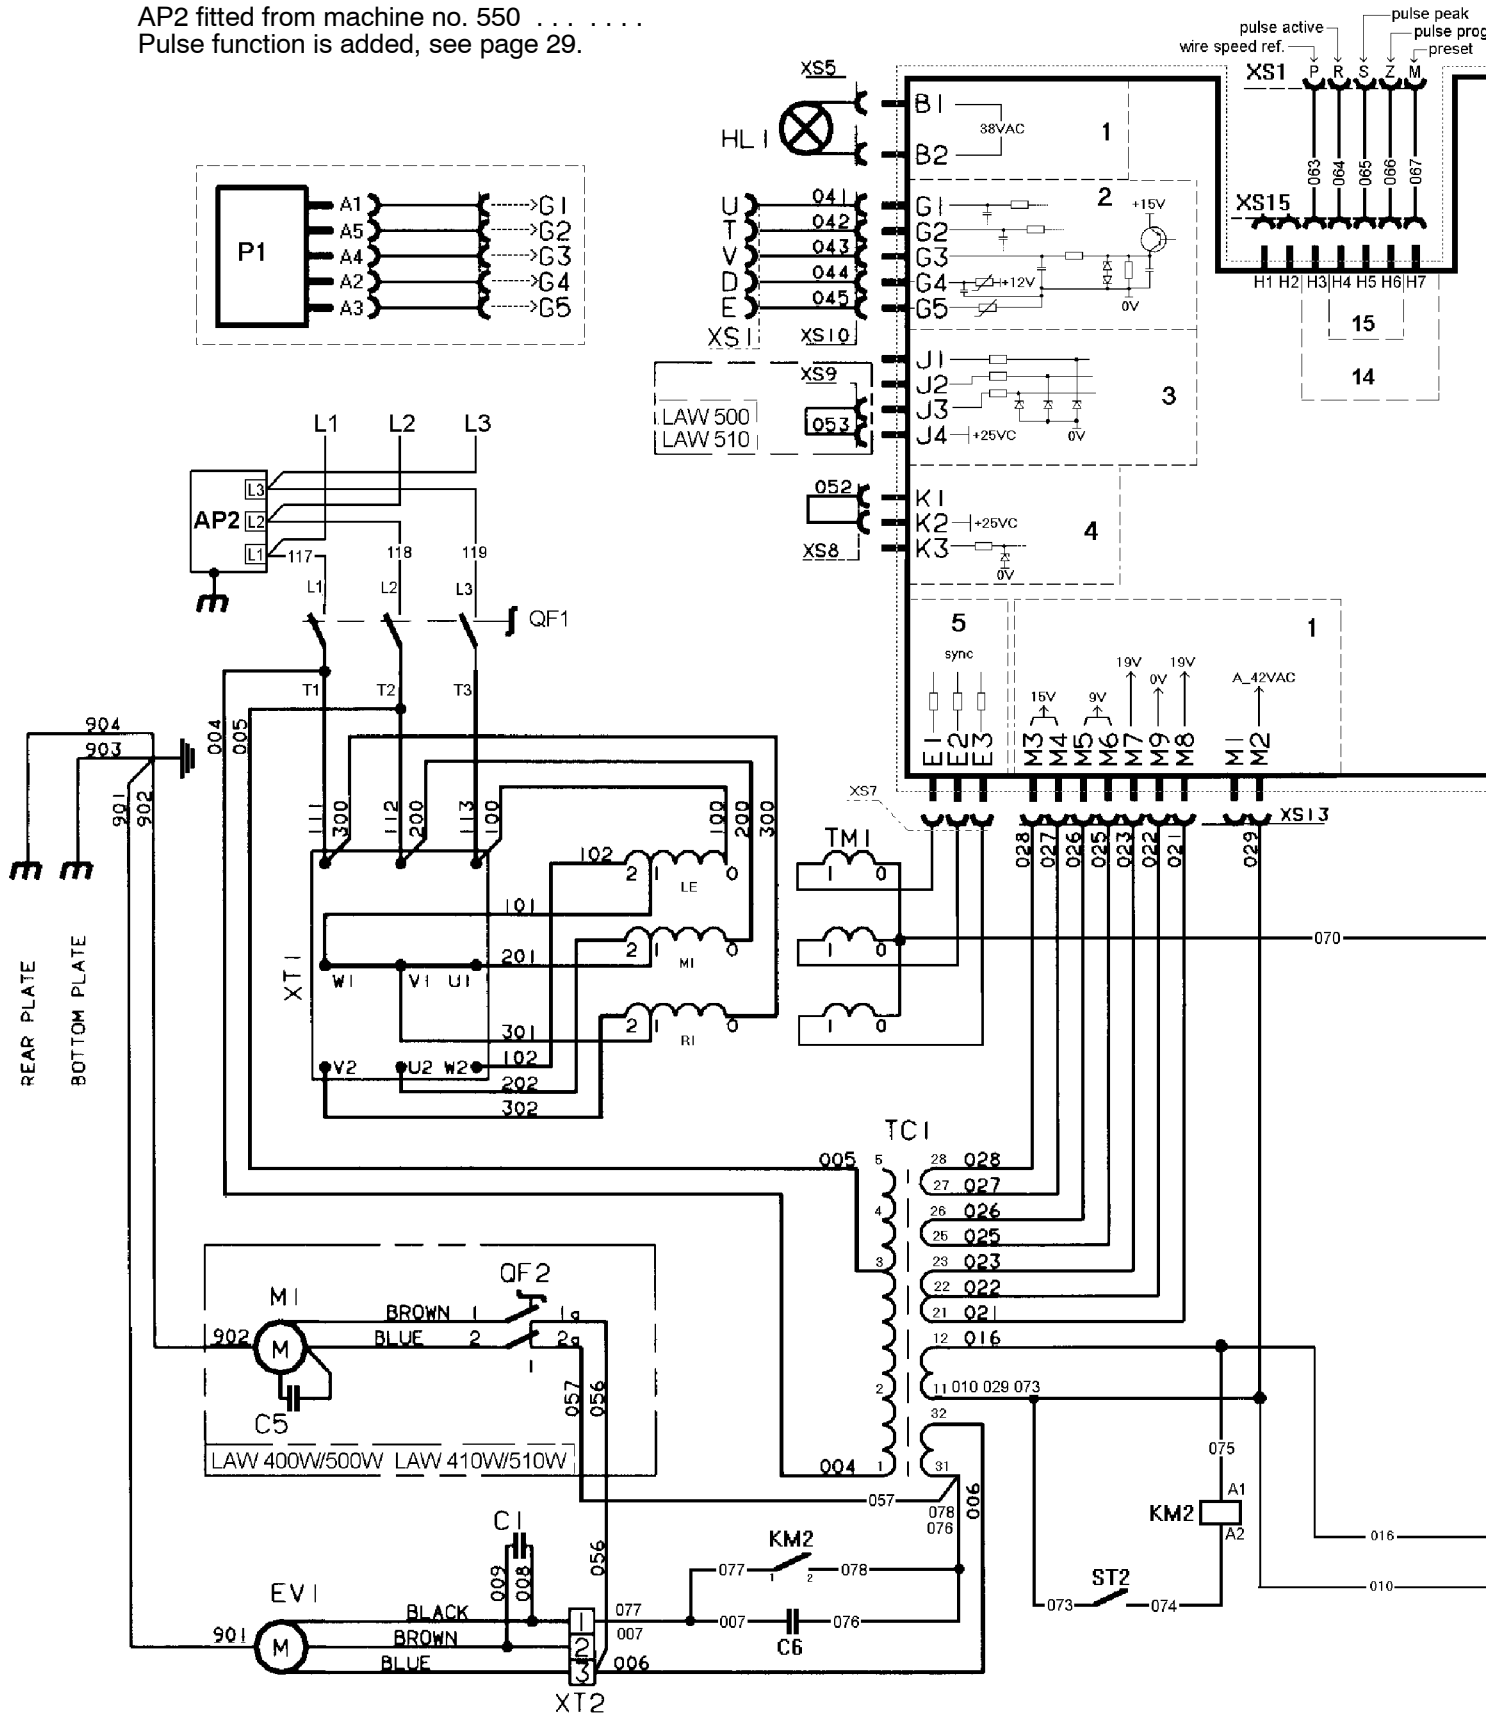 AP2 fitted from machine no. 550 . . . . . . .
Pulse function is added, see page 29.
pulse peak
pulse active
pulse prog
wire speed ref.
preset
XS1 P R S Z M
063 064 065 066 067
XS15
H1 H2 H3 H4 H5 H6 H7
15
14
XS5
HL1
B1
38VAC
B2
1
P1
A1 G1
A5 G2
A4 G3
A2 G4
A3 G5
U 041 G1
T 042 G2
V 043 G3
D 044 G4
E 045 G5
XS1 XS10
2
+15V
+12V
0V
XS9
LAW 500
LAW 510
053
J1
J2
J3
J4 +25VC
0V
3
052
XS8
K1
K2 +25VC
K3
0V
4
L1 L2 L3
AP2
L3
L2
L1
117 118 119
L1 L2 L3
QF1
T1 T2 T3
004 005
904
903
901 902
REAR PLATE
BOTTOM PLATE
111 300 112 200 113 100
100 200 300
XT1
W1 V1 U1
V2 U2 W2
102
101
201
301
102
202
302
2 1 0
LE
2 1 0
MI
2 1 0
RI
5
sync
E1 E2 E3
XS7
1
15V 9V 19V 0V 19V A_42VAC
M3 M4 M5 M6 M7 M9 M8 M1 M2
XS13
028 027 026 025 023 022 021 029
TM1
1 0
1 0
1 0
070
TC1
005 5 28 028
27 027
4 26 026
25 025
3 23 023
22 022
21 021
12 016
2 11 010 029 073
32
004 1 31
M1
M
902
BROWN 1 QF2 1g
BLUE 2 2g
1
C5
057 056
LAW 400W/500W LAW 410W/510W
057
078
076
006
075
KM2
A1
A2
016
010
073 ST2 074
C1
009 008
056
EV1
M
901
BLACK
BROWN
BLUE
1
2
3
XT2
077
007
006
077 KM2 078
1 2
007 C6 076